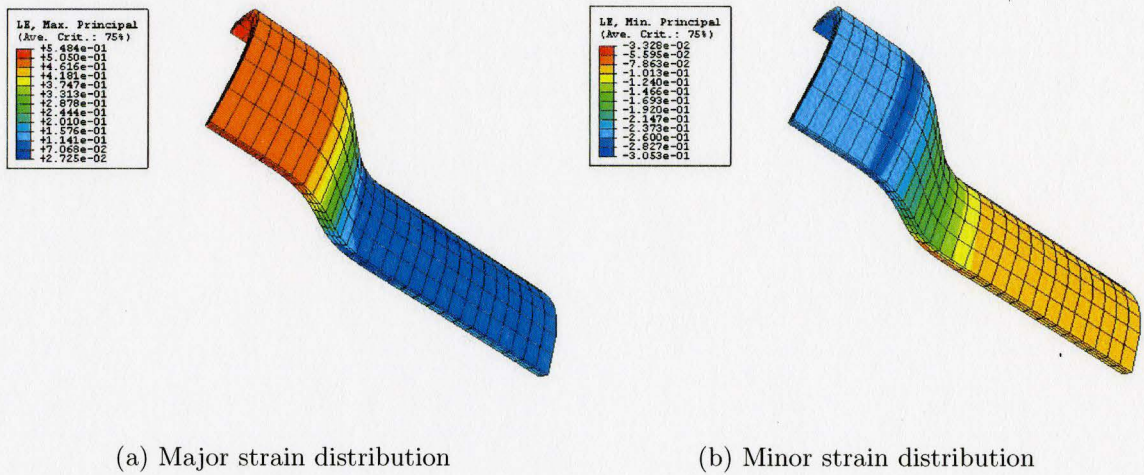 LE, Max. Principal
(Ave. Crit.: 75%)
+5.484e-01
+5.050e-01
+4.616e-01
+4.181e-01
+3.747e-01
+3.313e-01
+2.878e-01
+2.444e-01
+2.010e-01
+1.576e-01
+1.141e-01
+7.068e-02
+2.725e-02
LE, Min. Principal
(Ave. Crit.: 75%)
-3.328e-02
-5.595e-02
-7.863e-02
-1.013e-01
-1.240e-01
-1.466e-01
-1.693e-01
-1.920e-01
-2.147e-01
-2.373e-01
-2.600e-01
-2.827e-01
-3.053e-01
(a) Major strain distribution
(b) Minor strain distribution